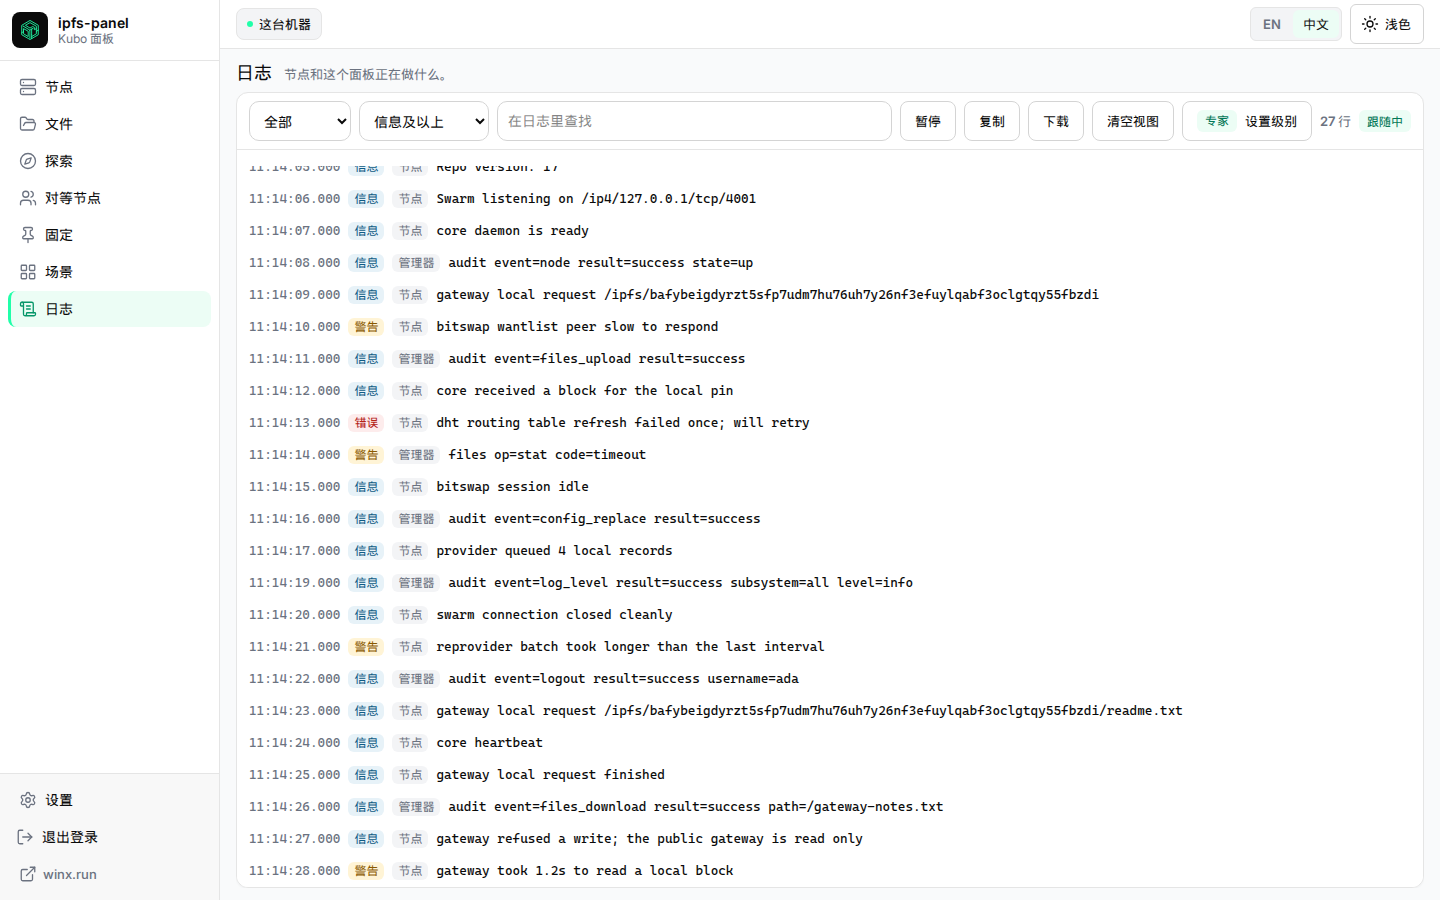 ipfs-panel
Kubo 面板
节点
文件
探索
对等节点
固定
场景
日志
设置
退出登录
winx.run
这台机器
EN 中文 浅色
日志 节点和这个面板正在做什么。
全部 信息及以上 在日志里查找 暂停 复制 下载 清空视图 专家 设置级别 27 行 跟随中
11:14:05.000 信息 节点 Repo version: 17
11:14:06.000 信息 节点 Swarm listening on /ip4/127.0.0.1/tcp/4001
11:14:07.000 信息 节点 core daemon is ready
11:14:08.000 信息 管理器 audit event=node result=success state=up
11:14:09.000 信息 节点 gateway local request /ipfs/bafybeigdyrzt5sfp7udm7hu76uh7y26nf3efuylqabf3oclgtqy55fbzdi
11:14:10.000 警告 节点 bitswap wantlist peer slow to respond
11:14:11.000 信息 管理器 audit event=files_upload result=success
11:14:12.000 信息 节点 core received a block for the local pin
11:14:13.000 错误 节点 dht routing table refresh failed once; will retry
11:14:14.000 警告 管理器 files op=stat code=timeout
11:14:15.000 信息 节点 bitswap session idle
11:14:16.000 信息 管理器 audit event=config_replace result=success
11:14:17.000 信息 节点 provider queued 4 local records
11:14:19.000 信息 管理器 audit event=log_level result=success subsystem=all level=info
11:14:20.000 信息 节点 swarm connection closed cleanly
11:14:21.000 警告 节点 reprovider batch took longer than the last interval
11:14:22.000 信息 管理器 audit event=logout result=success username=ada
11:14:23.000 信息 节点 gateway local request /ipfs/bafybeigdyrzt5sfp7udm7hu76uh7y26nf3efuylqabf3oclgtqy55fbzdi/readme.txt
11:14:24.000 信息 节点 core heartbeat
11:14:25.000 信息 节点 gateway local request finished
11:14:26.000 信息 管理器 audit event=files_download result=success path=/gateway-notes.txt
11:14:27.000 信息 节点 gateway refused a write; the public gateway is read only
11:14:28.000 警告 节点 gateway took 1.2s to read a local block